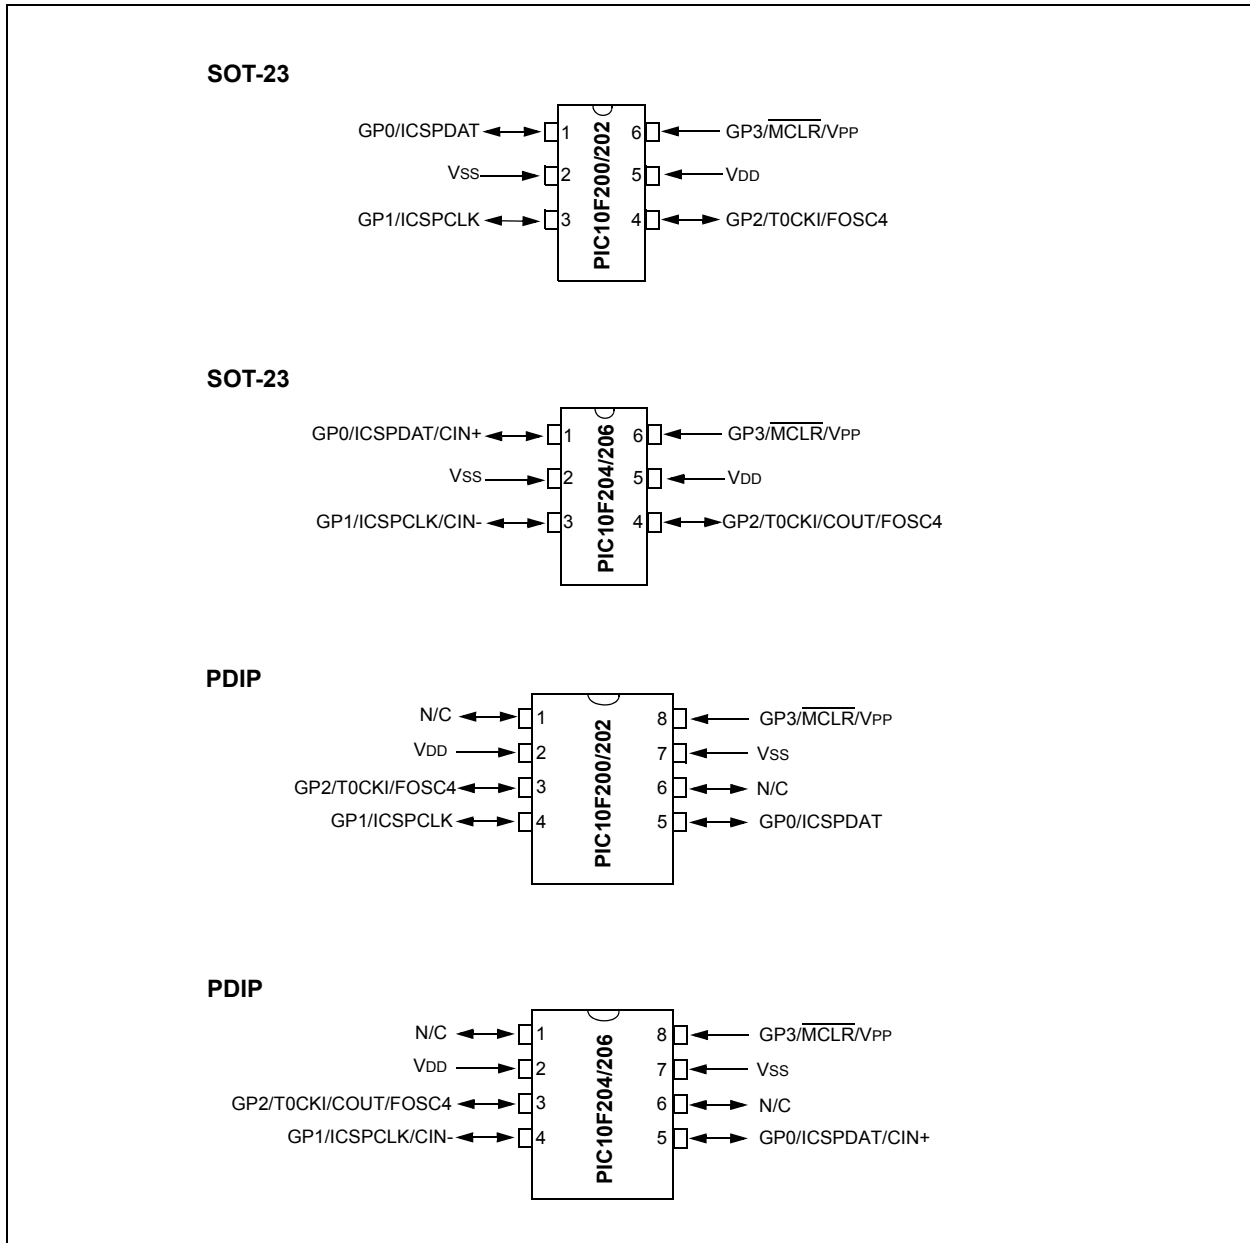 SOT-23
GP0/ICSPDAT 1 6 GP3/MCLR/VPP
VSS 2 5 VDD
GP1/ICSPCLK 3 4 GP2/T0CKI/FOSC4
PIC10F200/202
SOT-23
GP0/ICSPDAT/CIN+ 1 6 GP3/MCLR/VPP
VSS 2 5 VDD
GP1/ICSPCLK/CIN- 3 4 GP2/T0CKI/COUT/FOSC4
PIC10F204/206
PDIP
N/C 1 8 GP3/MCLR/VPP
VDD 2 7 VSS
GP2/T0CKI/FOSC4 3 6 N/C
GP1/ICSPCLK 4 5 GP0/ICSPDAT
PIC10F200/202
PDIP
N/C 1 8 GP3/MCLR/VPP
VDD 2 7 VSS
GP2/T0CKI/COUT/FOSC4 3 6 N/C
GP1/ICSPCLK/CIN- 4 5 GP0/ICSPDAT/CIN+
PIC10F204/206